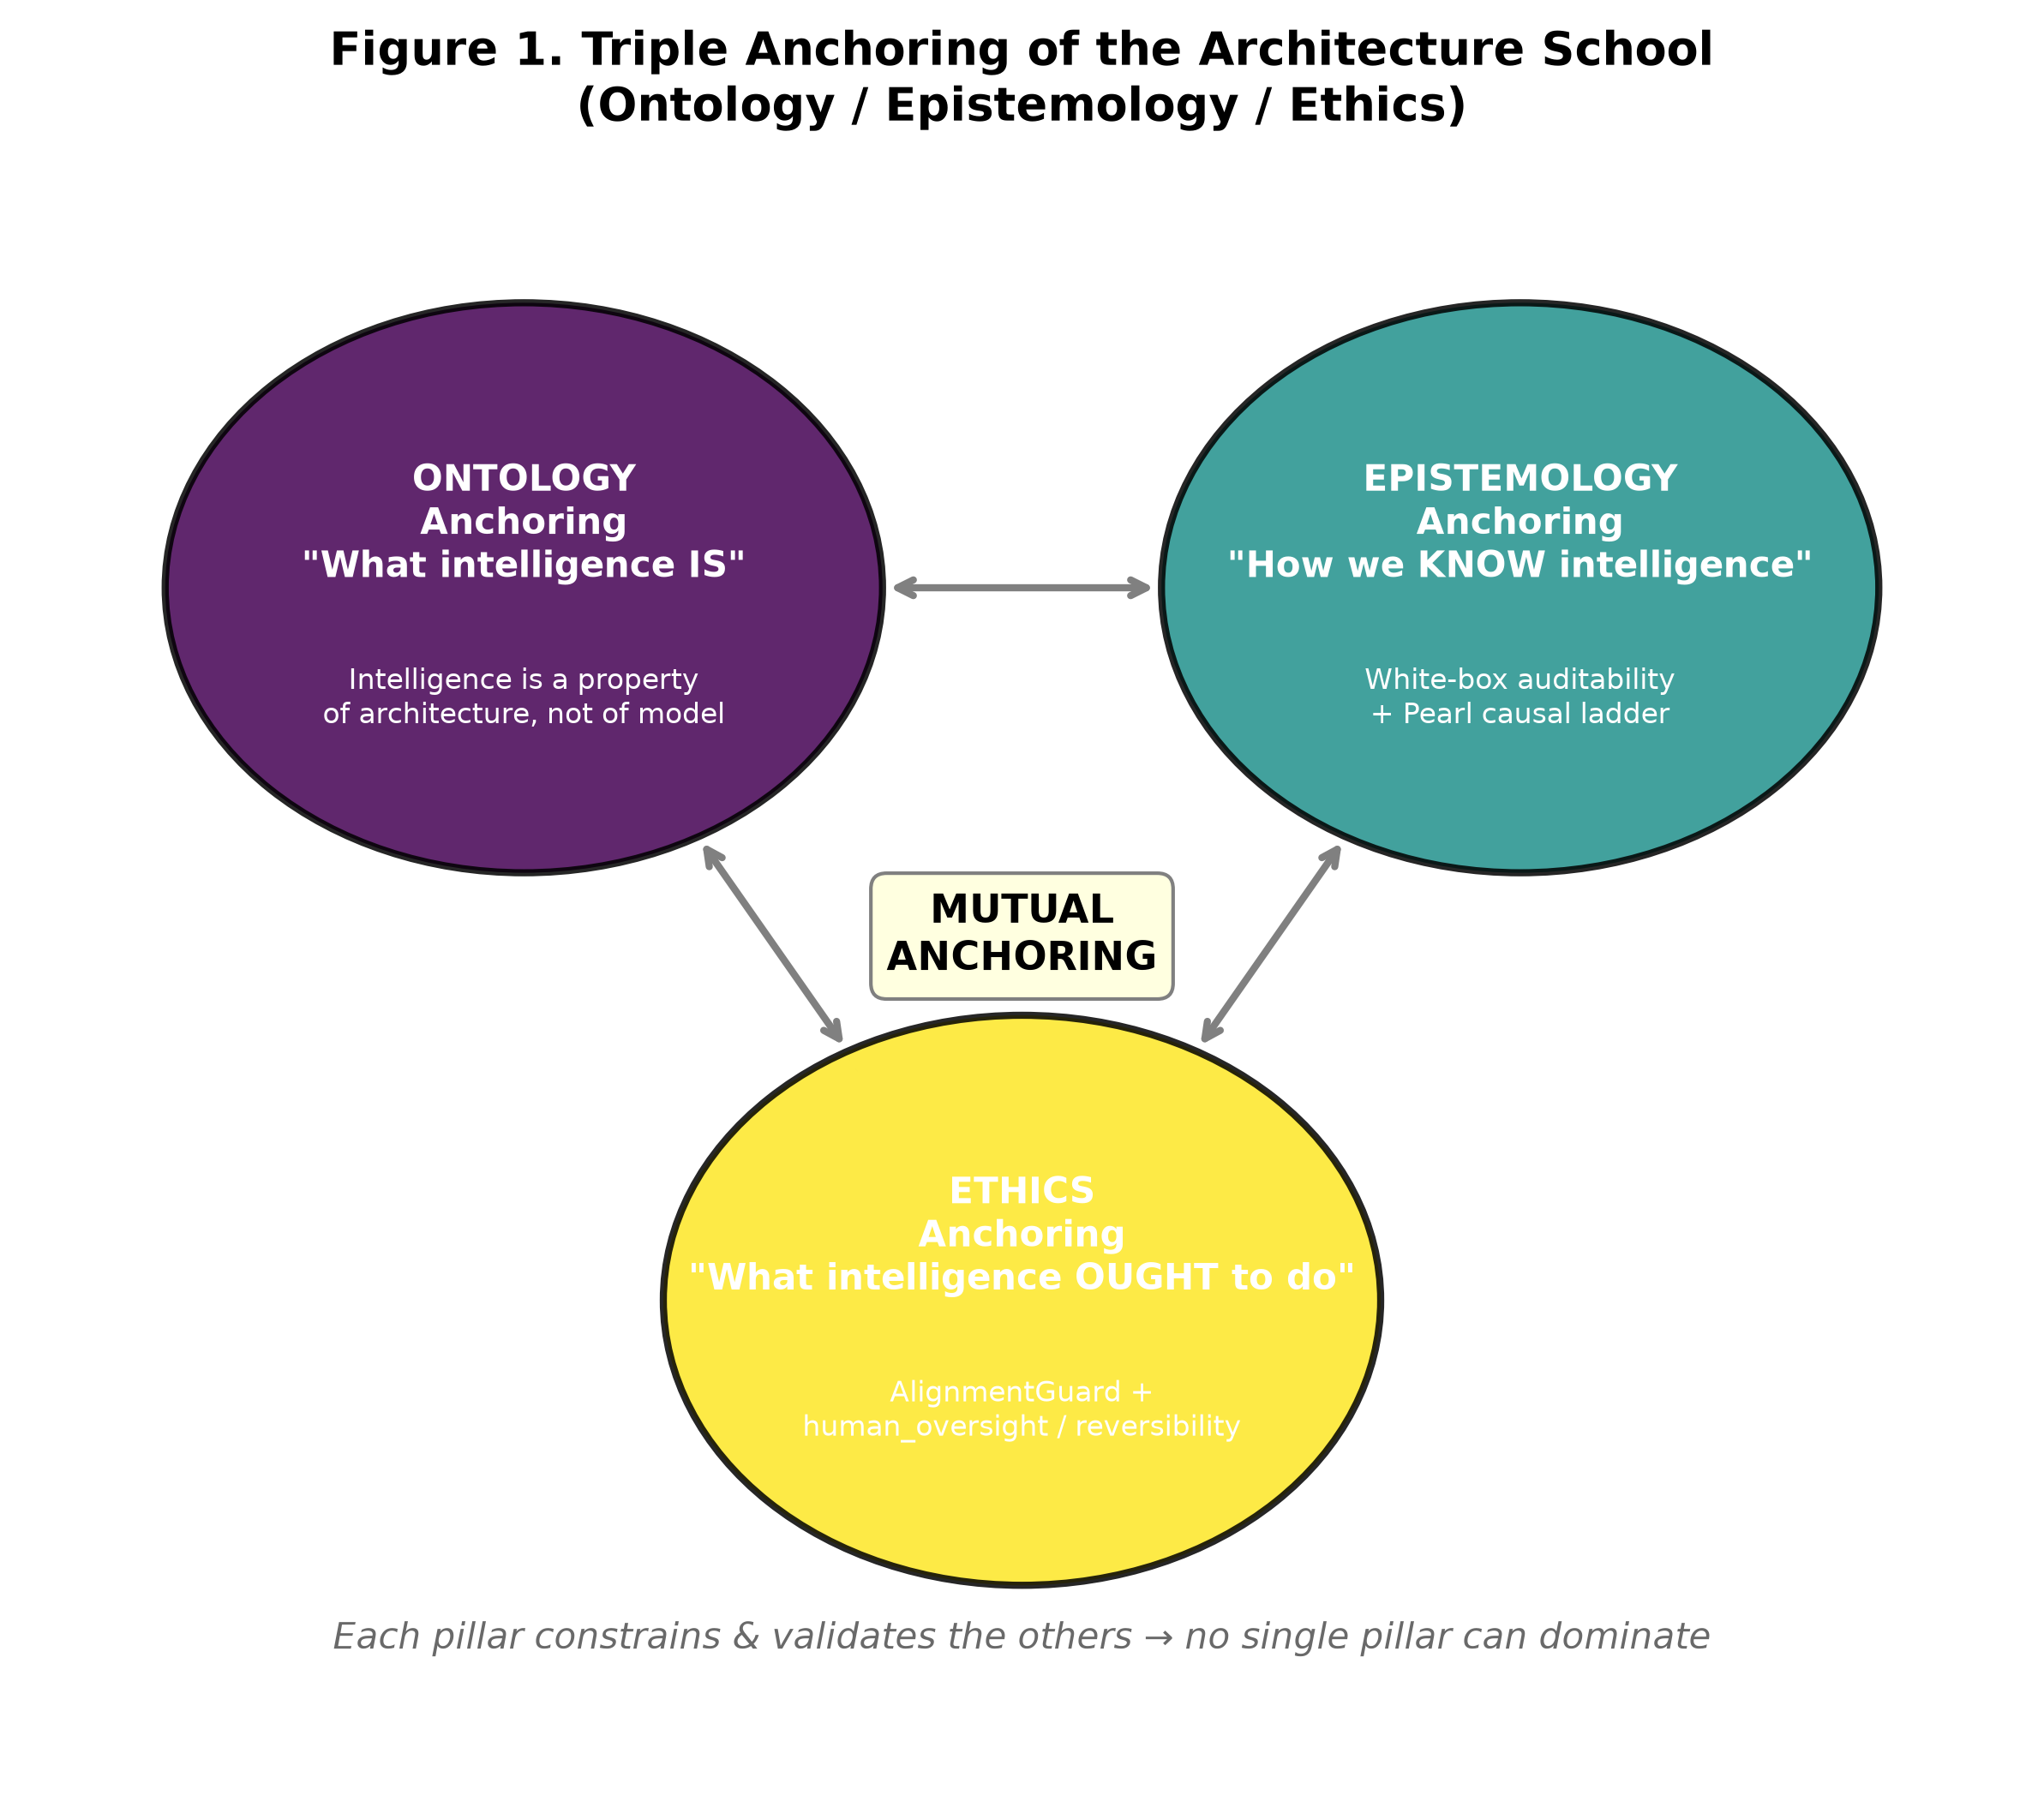 Figure 1. Triple Anchoring of the Architecture School
(Ontology / Epistemology / Ethics)
ONTOLOGY
Anchoring
"What intelligence IS"
Intelligence is a property
of architecture, not of model
EPISTEMOLOGY
Anchoring
"How we KNOW intelligence"
White-box auditability
+ Pearl causal ladder
MUTUAL
ANCHORING
ETHICS
Anchoring
"What intelligence OUGHT to do"
AlignmentGuard +
human_oversight / reversibility
Each pillar constrains & validates the others → no single pillar can dominate